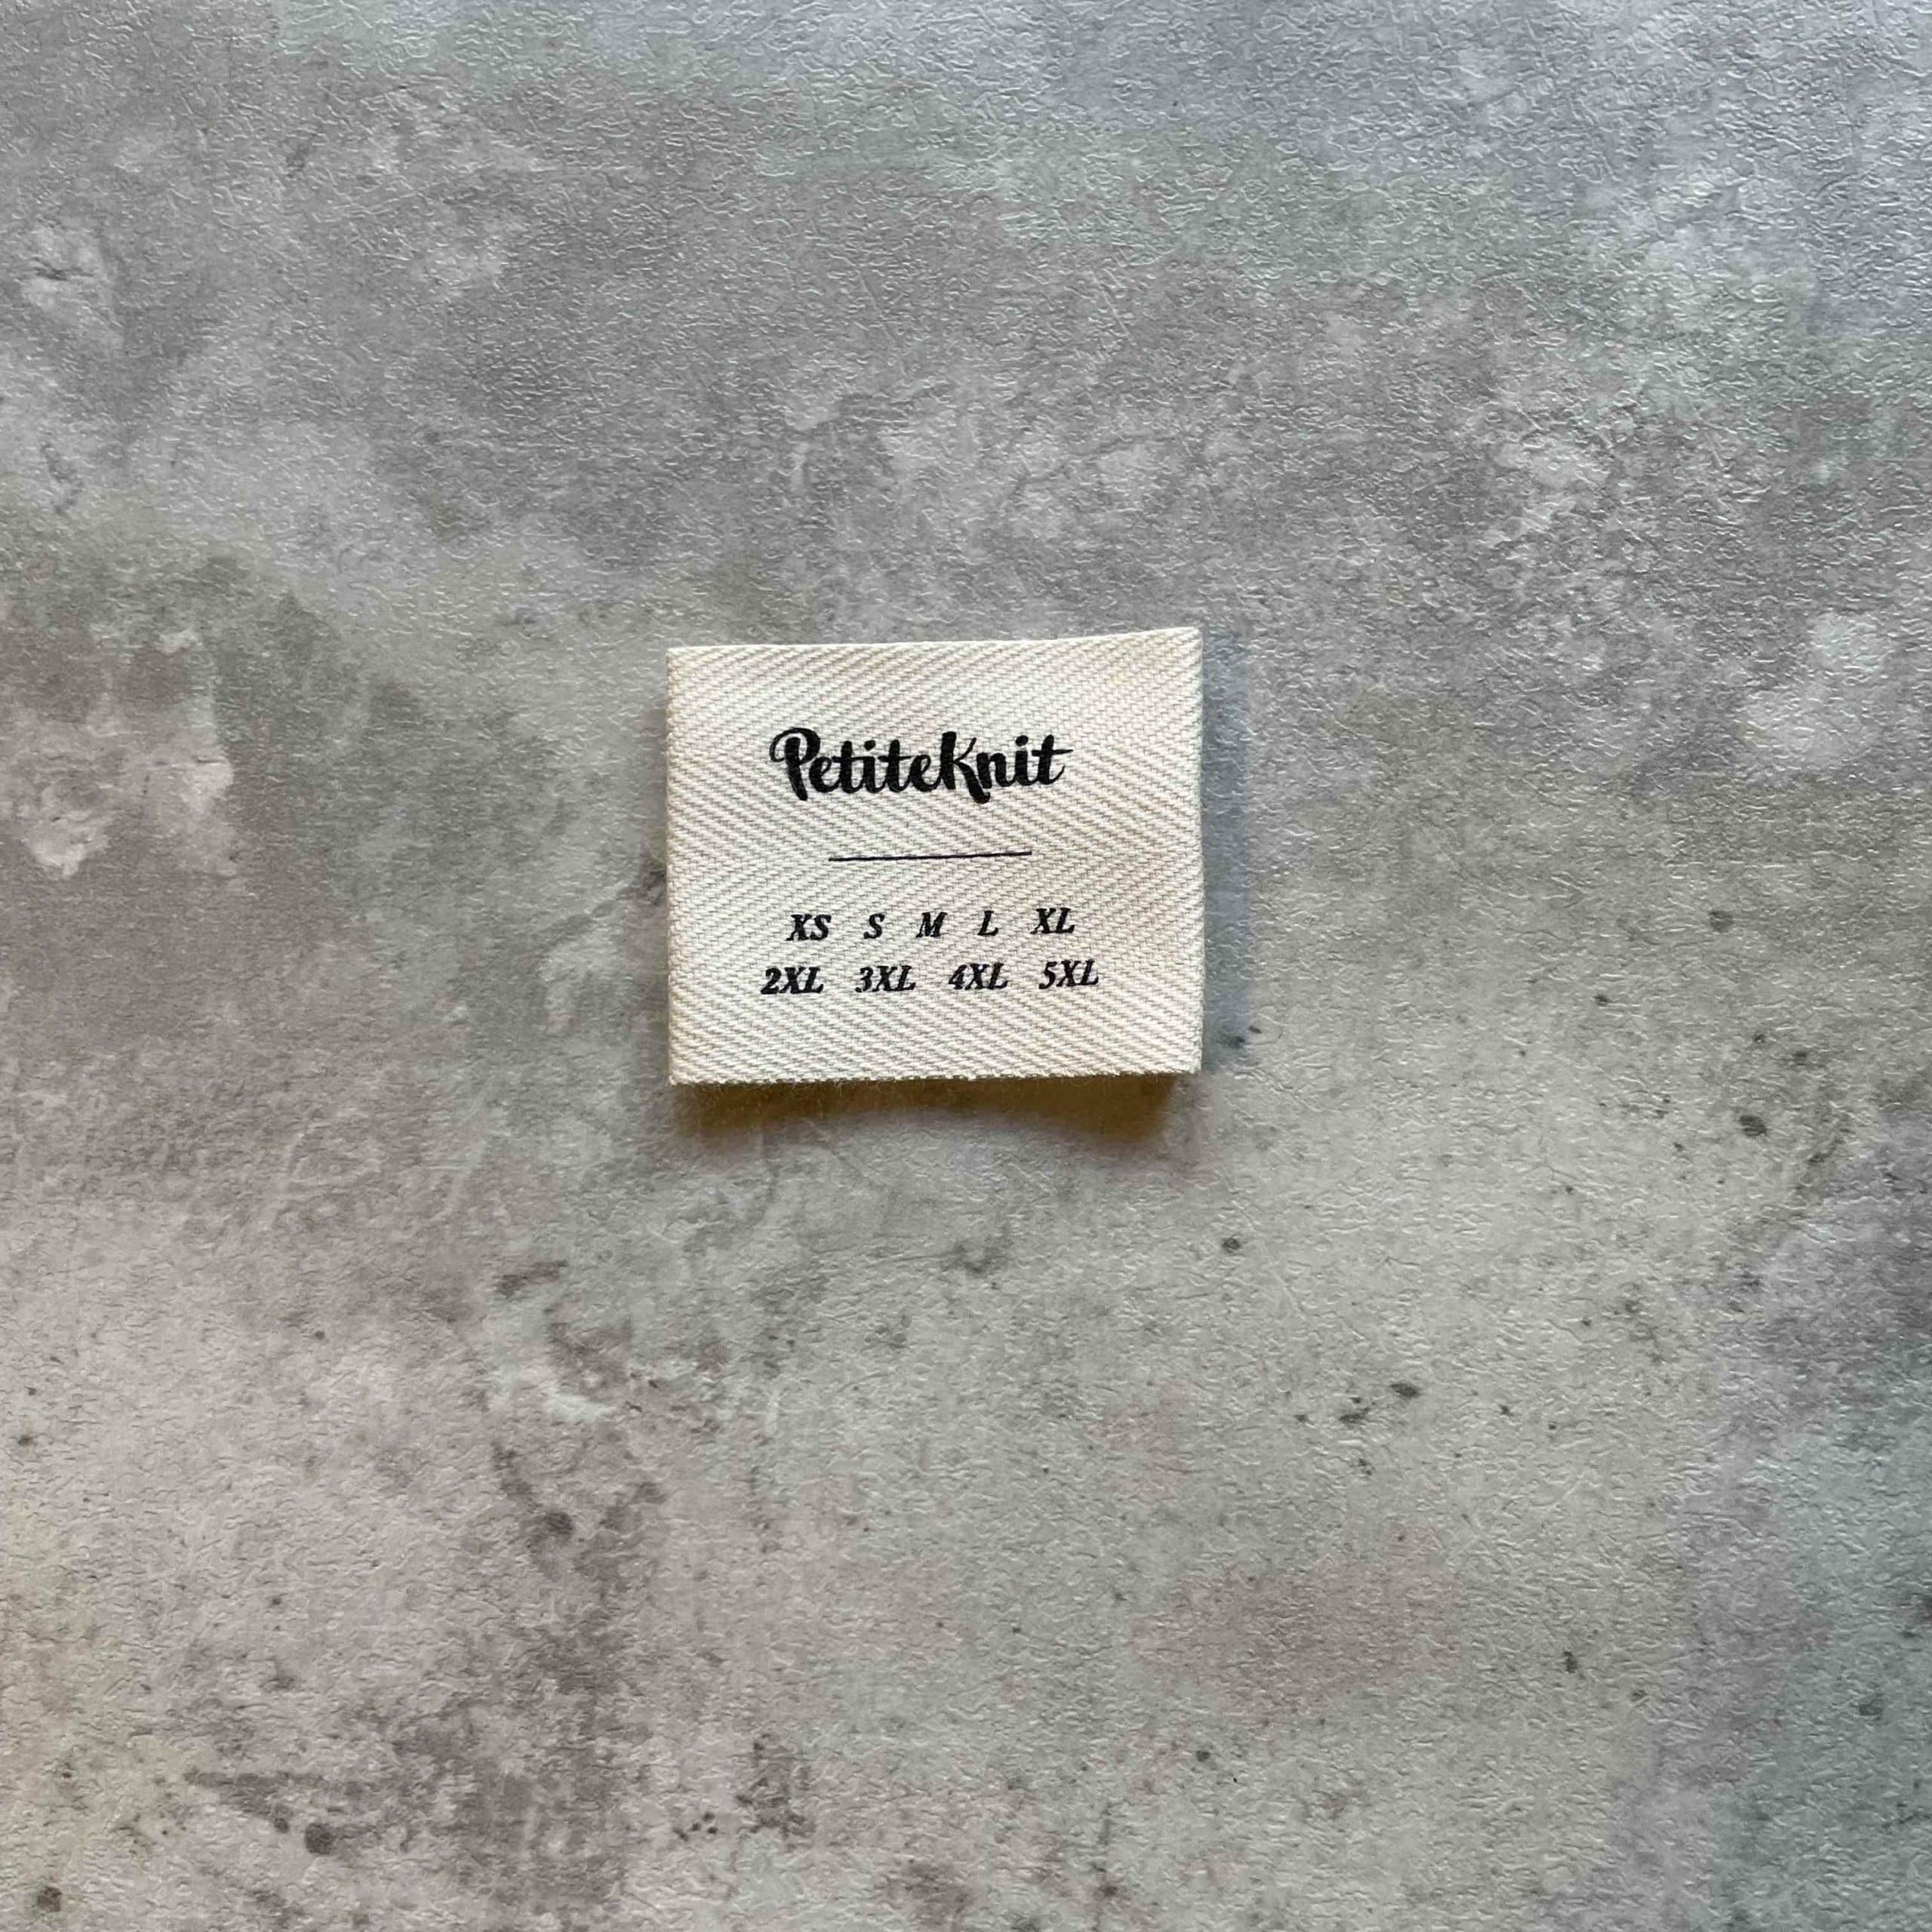 PetiteKnit
XS S M L XL
2XL 3XL 4XL 5XL